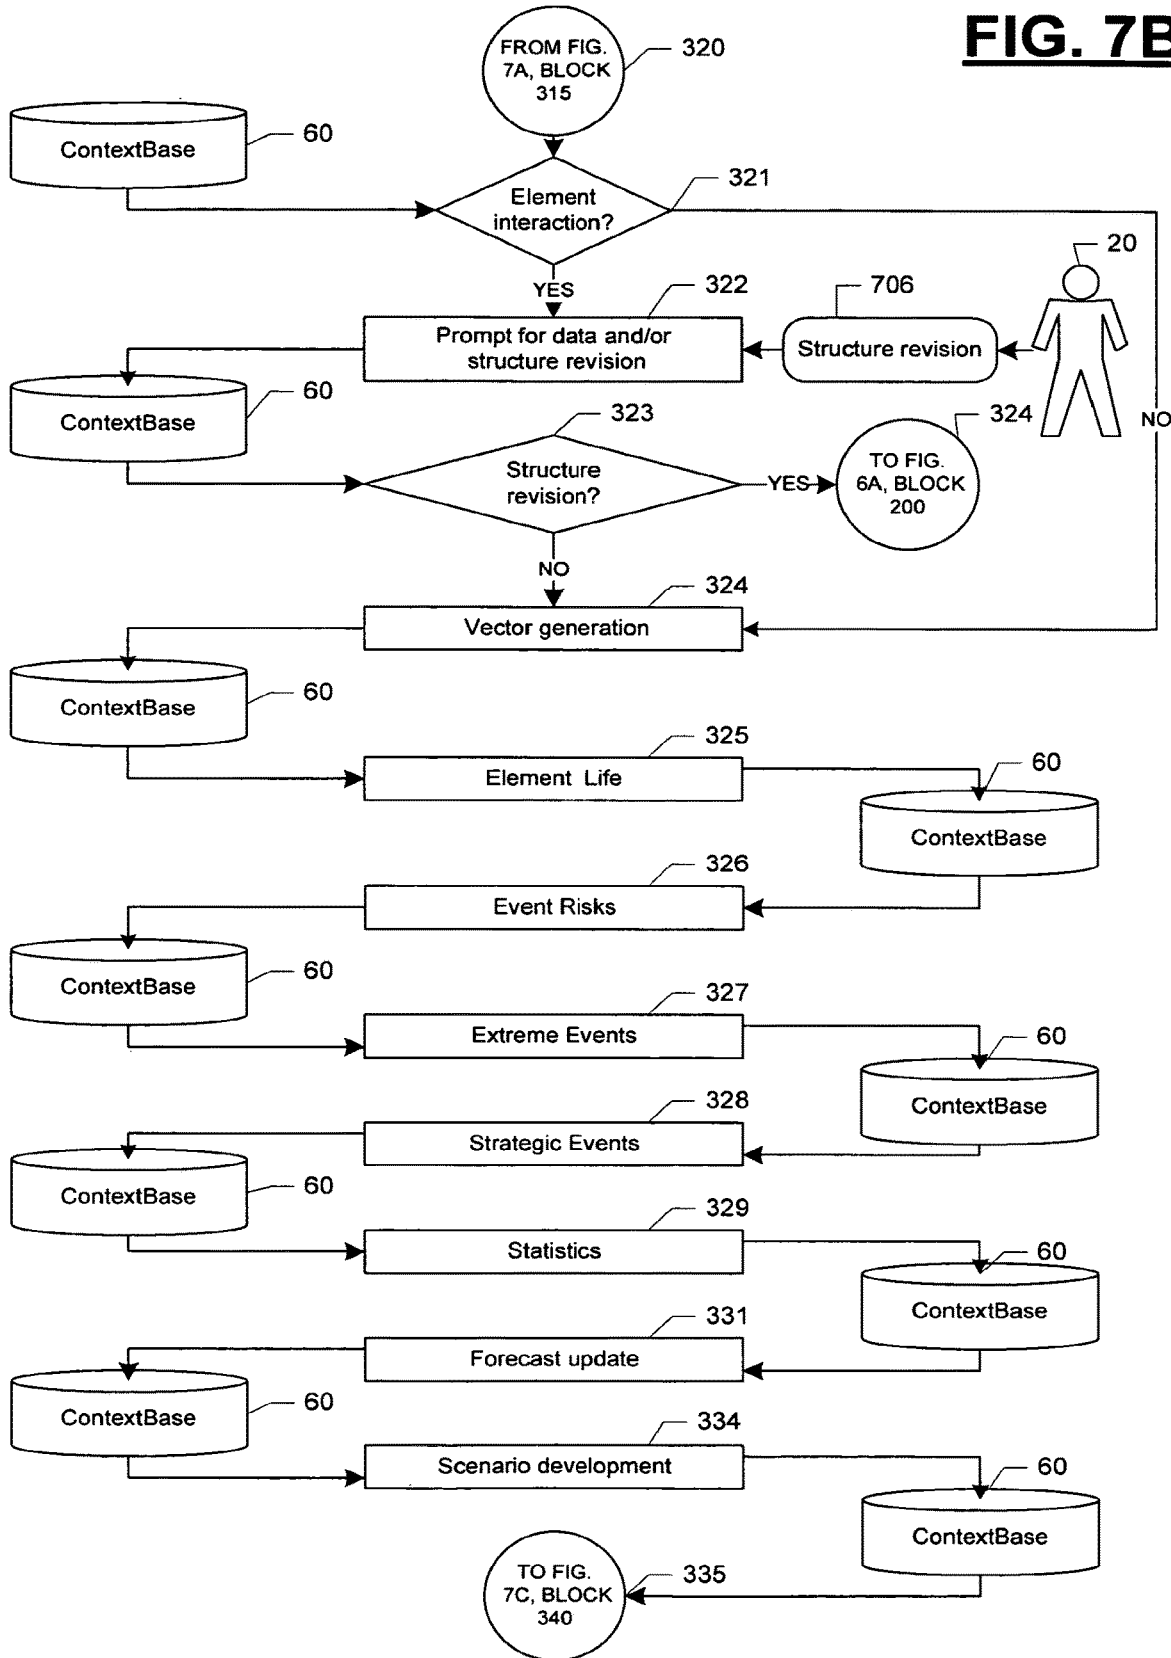 FIG. 7B
FROM FIG.
7A, BLOCK
315
320
60
ContextBase
321
Element
interaction?
20
YES
322
706
Prompt for data and/or
structure revision
Structure revision
60
ContextBase
323
324
NO
Structure
revision?
YES
TO FIG.
6A, BLOCK
200
NO
324
Vector generation
60
ContextBase
325
Element Life
60
ContextBase
326
Event Risks
60
ContextBase
327
Extreme Events
60
ContextBase
328
Strategic Events
60
ContextBase
329
Statistics
60
ContextBase
331
Forecast update
60
ContextBase
334
Scenario development
60
ContextBase
TO FIG.
7C, BLOCK
340
335